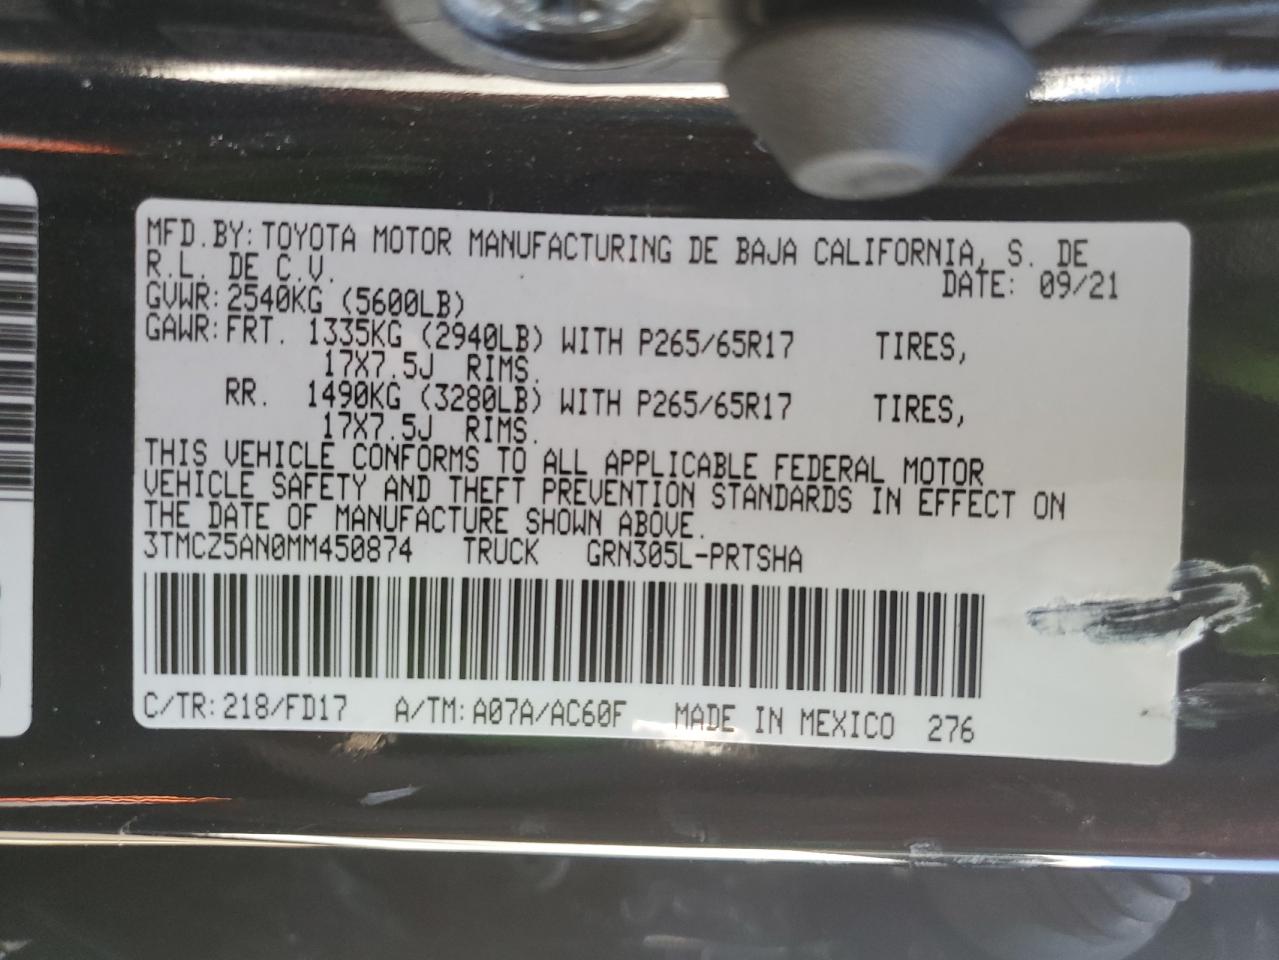 MFD.BY: TOYOTA MOTOR MANUFACTURING DE BAJA CALIFORNIA, S. DE
R.L. DE C.V. DATE: 09/21
GVWR: 2540KG (5600LB)
GAWR: FRT. 1335KG (2940LB) WITH P265/65R17 TIRES,
17X7.5J RIMS.
RR. 1490KG (3280LB) WITH P265/65R17 TIRES,
17X7.5J RIMS.
THIS VEHICLE CONFORMS TO ALL APPLICABLE FEDERAL MOTOR
VEHICLE SAFETY AND THEFT PREVENTION STANDARDS IN EFFECT ON
THE DATE OF MANUFACTURE SHOWN ABOVE.
3TMCZ5AN0MM450874 TRUCK GRN305L-PRTSHA
C/TR: 218/FD17 A/TM: A07A/AC60F MADE IN MEXICO 276